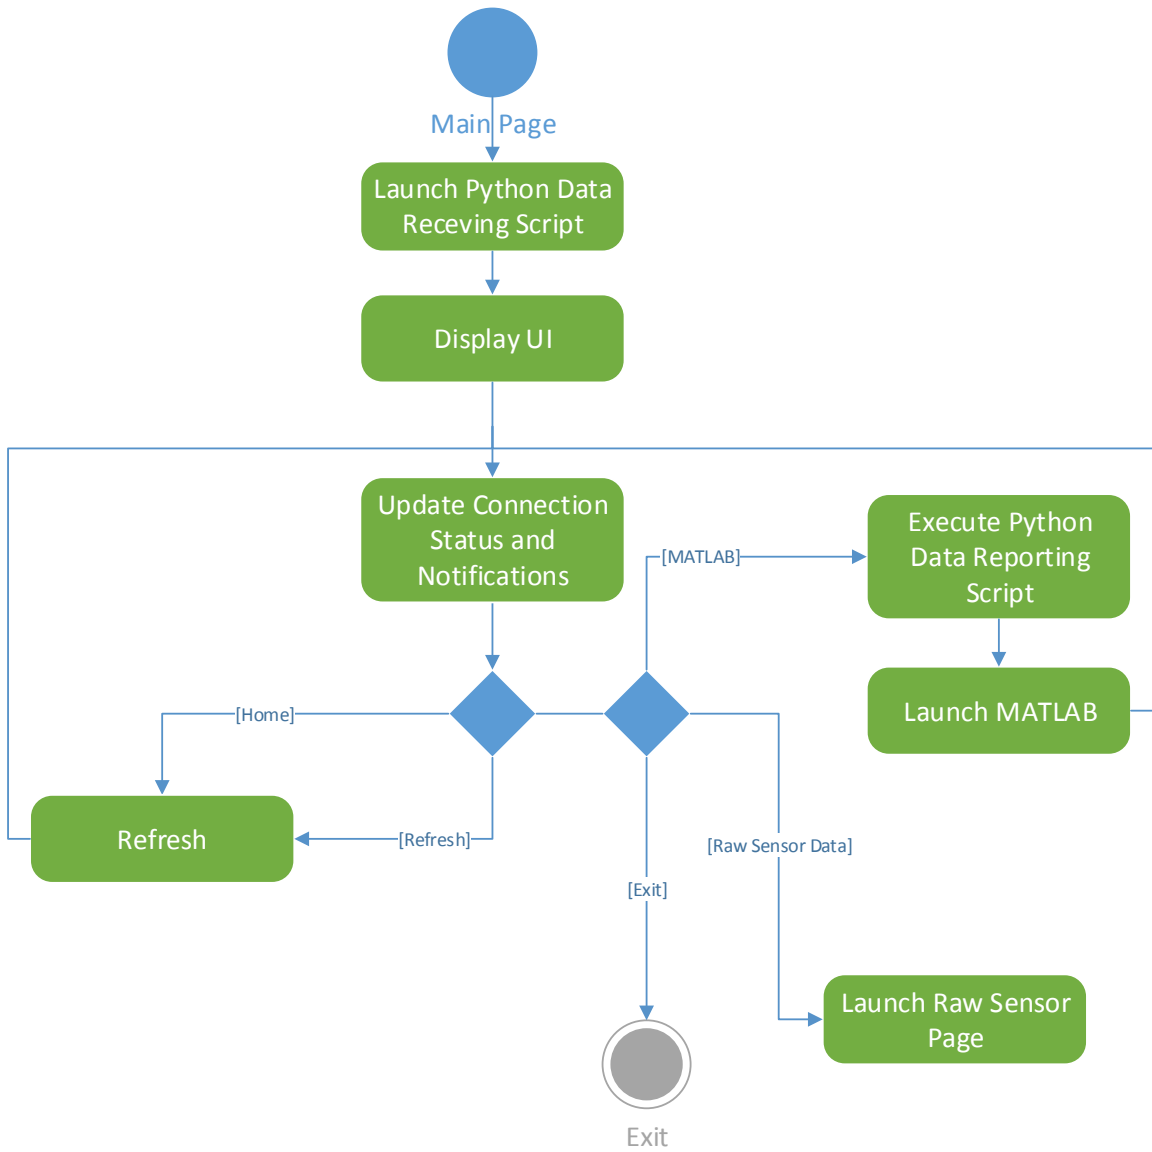 Main Page
Launch Python Data
Receving Script
Display UI
Update Connection
Status and
Notifications
[MATLAB]
Execute Python
Data Reporting
Script
Launch MATLAB
[Home]
Refresh
[Refresh]
[Raw Sensor Data]
[Exit]
Launch Raw Sensor
Page
Exit